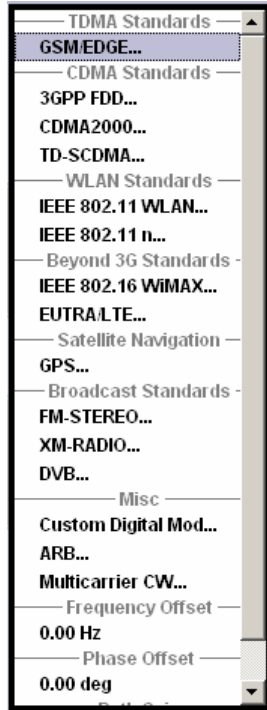 TDMA Standards
GSM/EDGE...
CDMA Standards
3GPP FDD...
CDMA2000...
TD-SCDMA...
WLAN Standards
IEEE 802.11 WLAN...
IEEE 802.11 n...
Beyond 3G Standards
IEEE 802.16 WiMAX...
EUTRA/LTE...
Satellite Navigation
GPS...
Broadcast Standards
FM-STEREO...
XM-RADIO...
DVB...
Misc
Custom Digital Mod...
ARB...
Multicarrier CW...
Frequency Offset
0.00 Hz
Phase Offset
0.00 deg